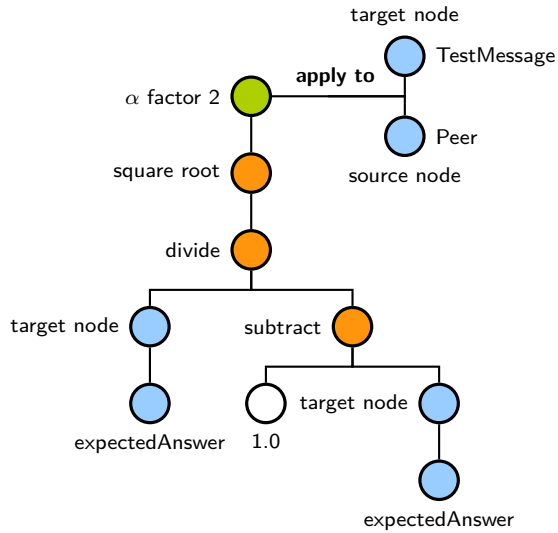 target node
TestMessage
apply to
α factor 2
Peer
square root
source node
divide
target node
subtract
target node
expectedAnswer
1.0
expectedAnswer